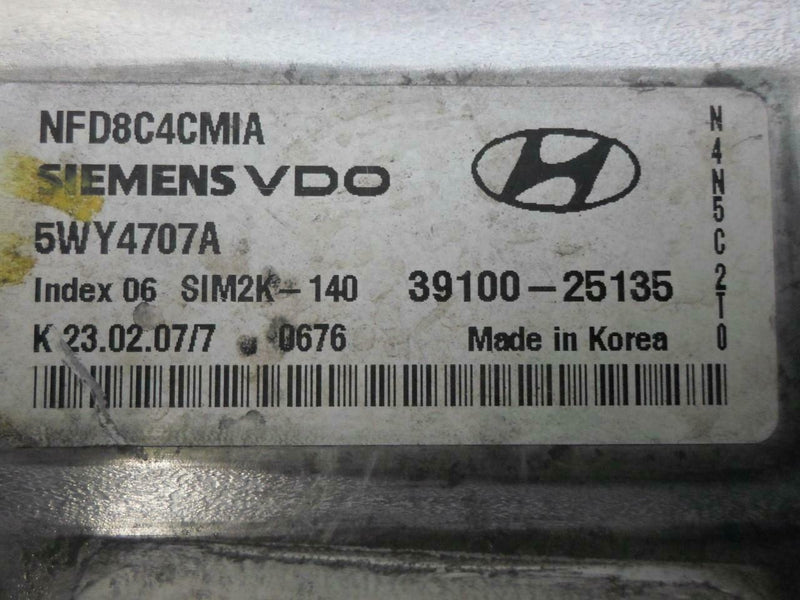 NFD8C4CMIA
SIEMENS VDO
5WY4707A
Index 06 SIM2K-140 39100-25135
K 23.02.07/7 0676 Made in Korea
N4N5C2T0